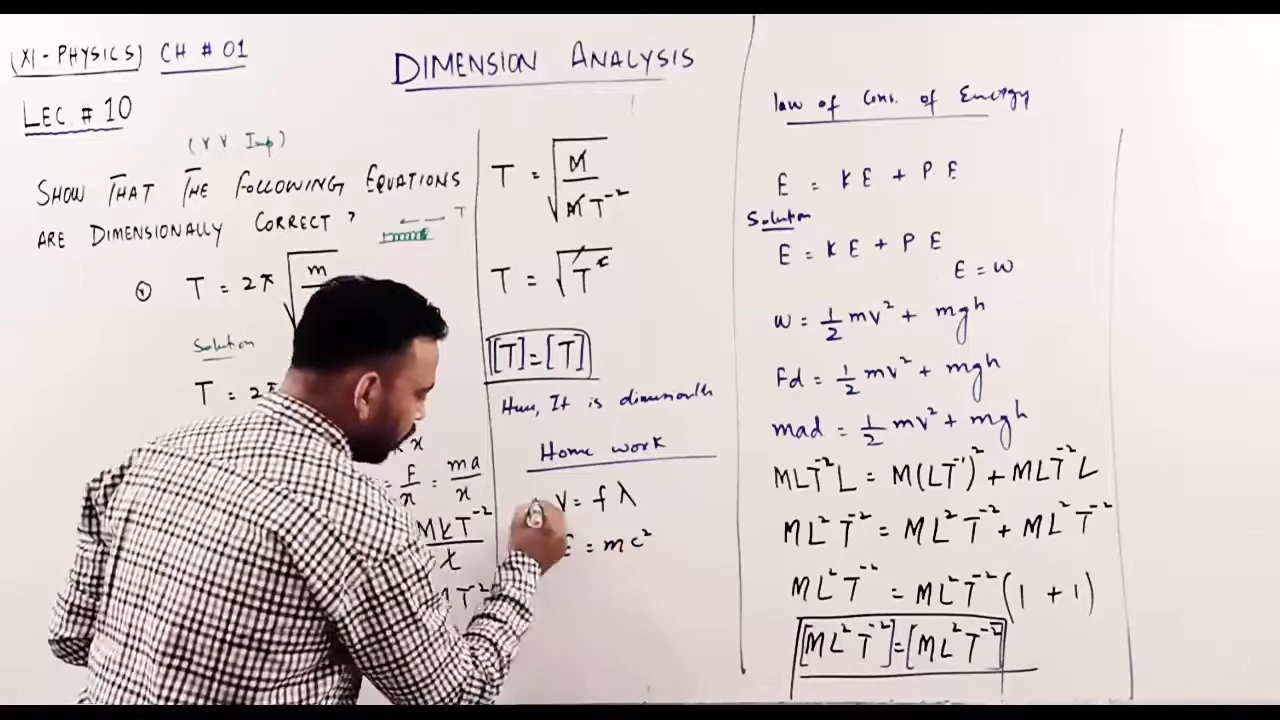 (XI - PHYSICS) CH # 01
LEC. # 10
DIMENSION ANALYSIS
(V V Imp)
SHOW THAT THE FOLLOWING EQUATIONS
ARE DIMENSIONALLY CORRECT?
T
T = 2π √m
Solution
T = 2π
= F/x = ma/x
MLT⁻²/L
MT⁻²
T = √(M/MT⁻²)
T = √T²
[T] = [T]
Hence, It is dimensionally
Home work
V = f λ
E = mc²
law of Cons. of Energy
E = KE + PE
Solution
E = KE + PE
E = W
W = 1/2 mv² + mgh
Fd = 1/2 mv² + mgh
mad = 1/2 mv² + mgh
MLT⁻²L = M(LT⁻¹)² + MLT⁻²L
ML²T⁻² = ML²T⁻² + ML²T⁻²
ML²T⁻² = ML²T⁻² (1 + 1)
[ML²T⁻²] = [ML²T⁻²]